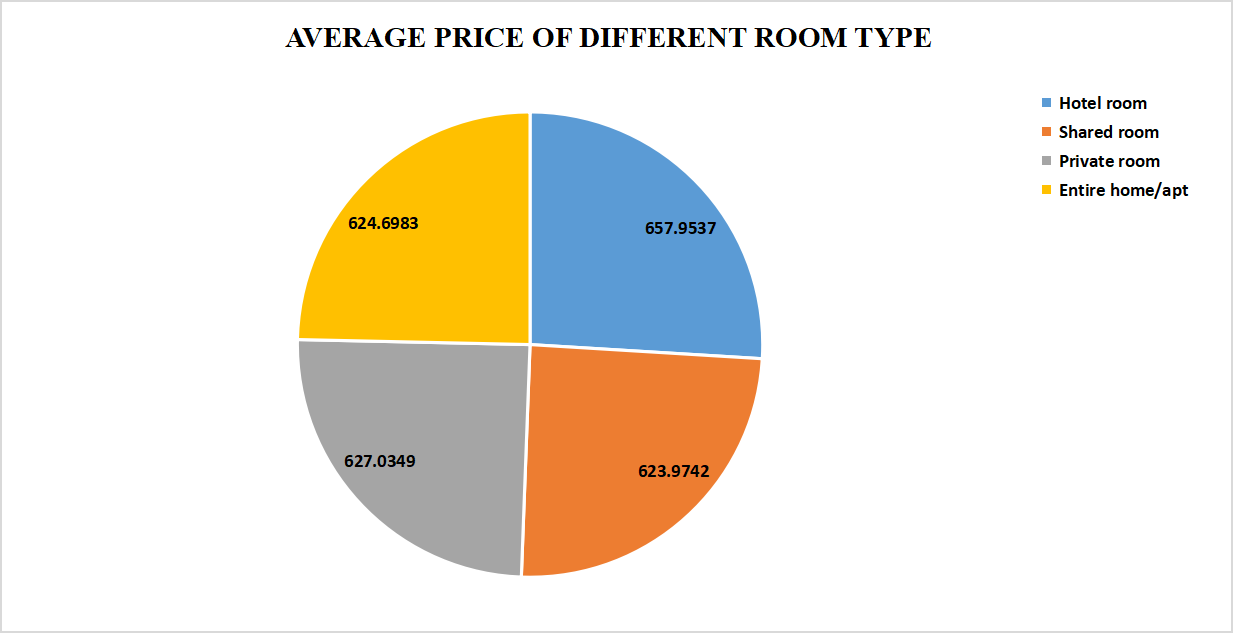 AVERAGE PRICE OF DIFFERENT ROOM TYPE
Hotel room
Shared room
Private room
Entire home/apt
624.6983
657.9537
627.0349
623.9742